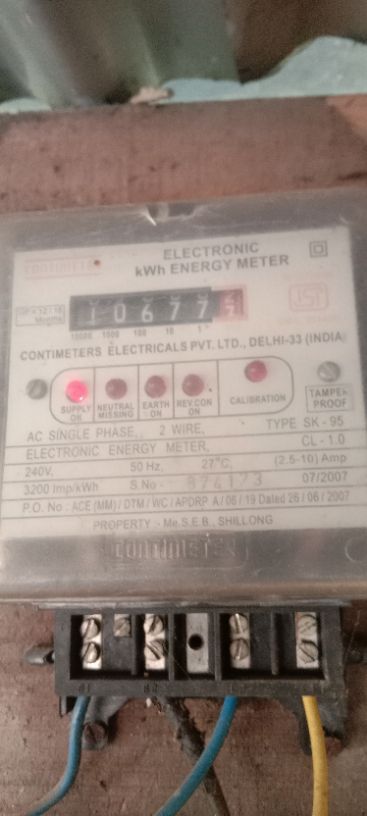 CONTIMETER
ELECTRONIC
kWh ENERGY METER
10677
10000 1000 100 10 1
CONTIMETERS ELECTRICALS PVT. LTD., DELHI-33 (INDIA)
SUPPLY ON
NEUTRAL MISSING
EARTH ON
REV.CON ON
CALIBRATION
TAMPER PROOF
AC SINGLE PHASE, 2 WIRE, TYPE SK - 95
ELECTRONIC ENERGY METER, CL - 1.0
240V, 50 Hz, 27°C, (2.5-10) Amp
3200 Imp/kWh S.No - 07/2007
P.O. No : ACE (MM) / DTM / WC / APDRP A / 06 / 19 Dated 26 / 06 / 2007
PROPERTY :- Me.S.E.B., SHILLONG
CONTIMETER